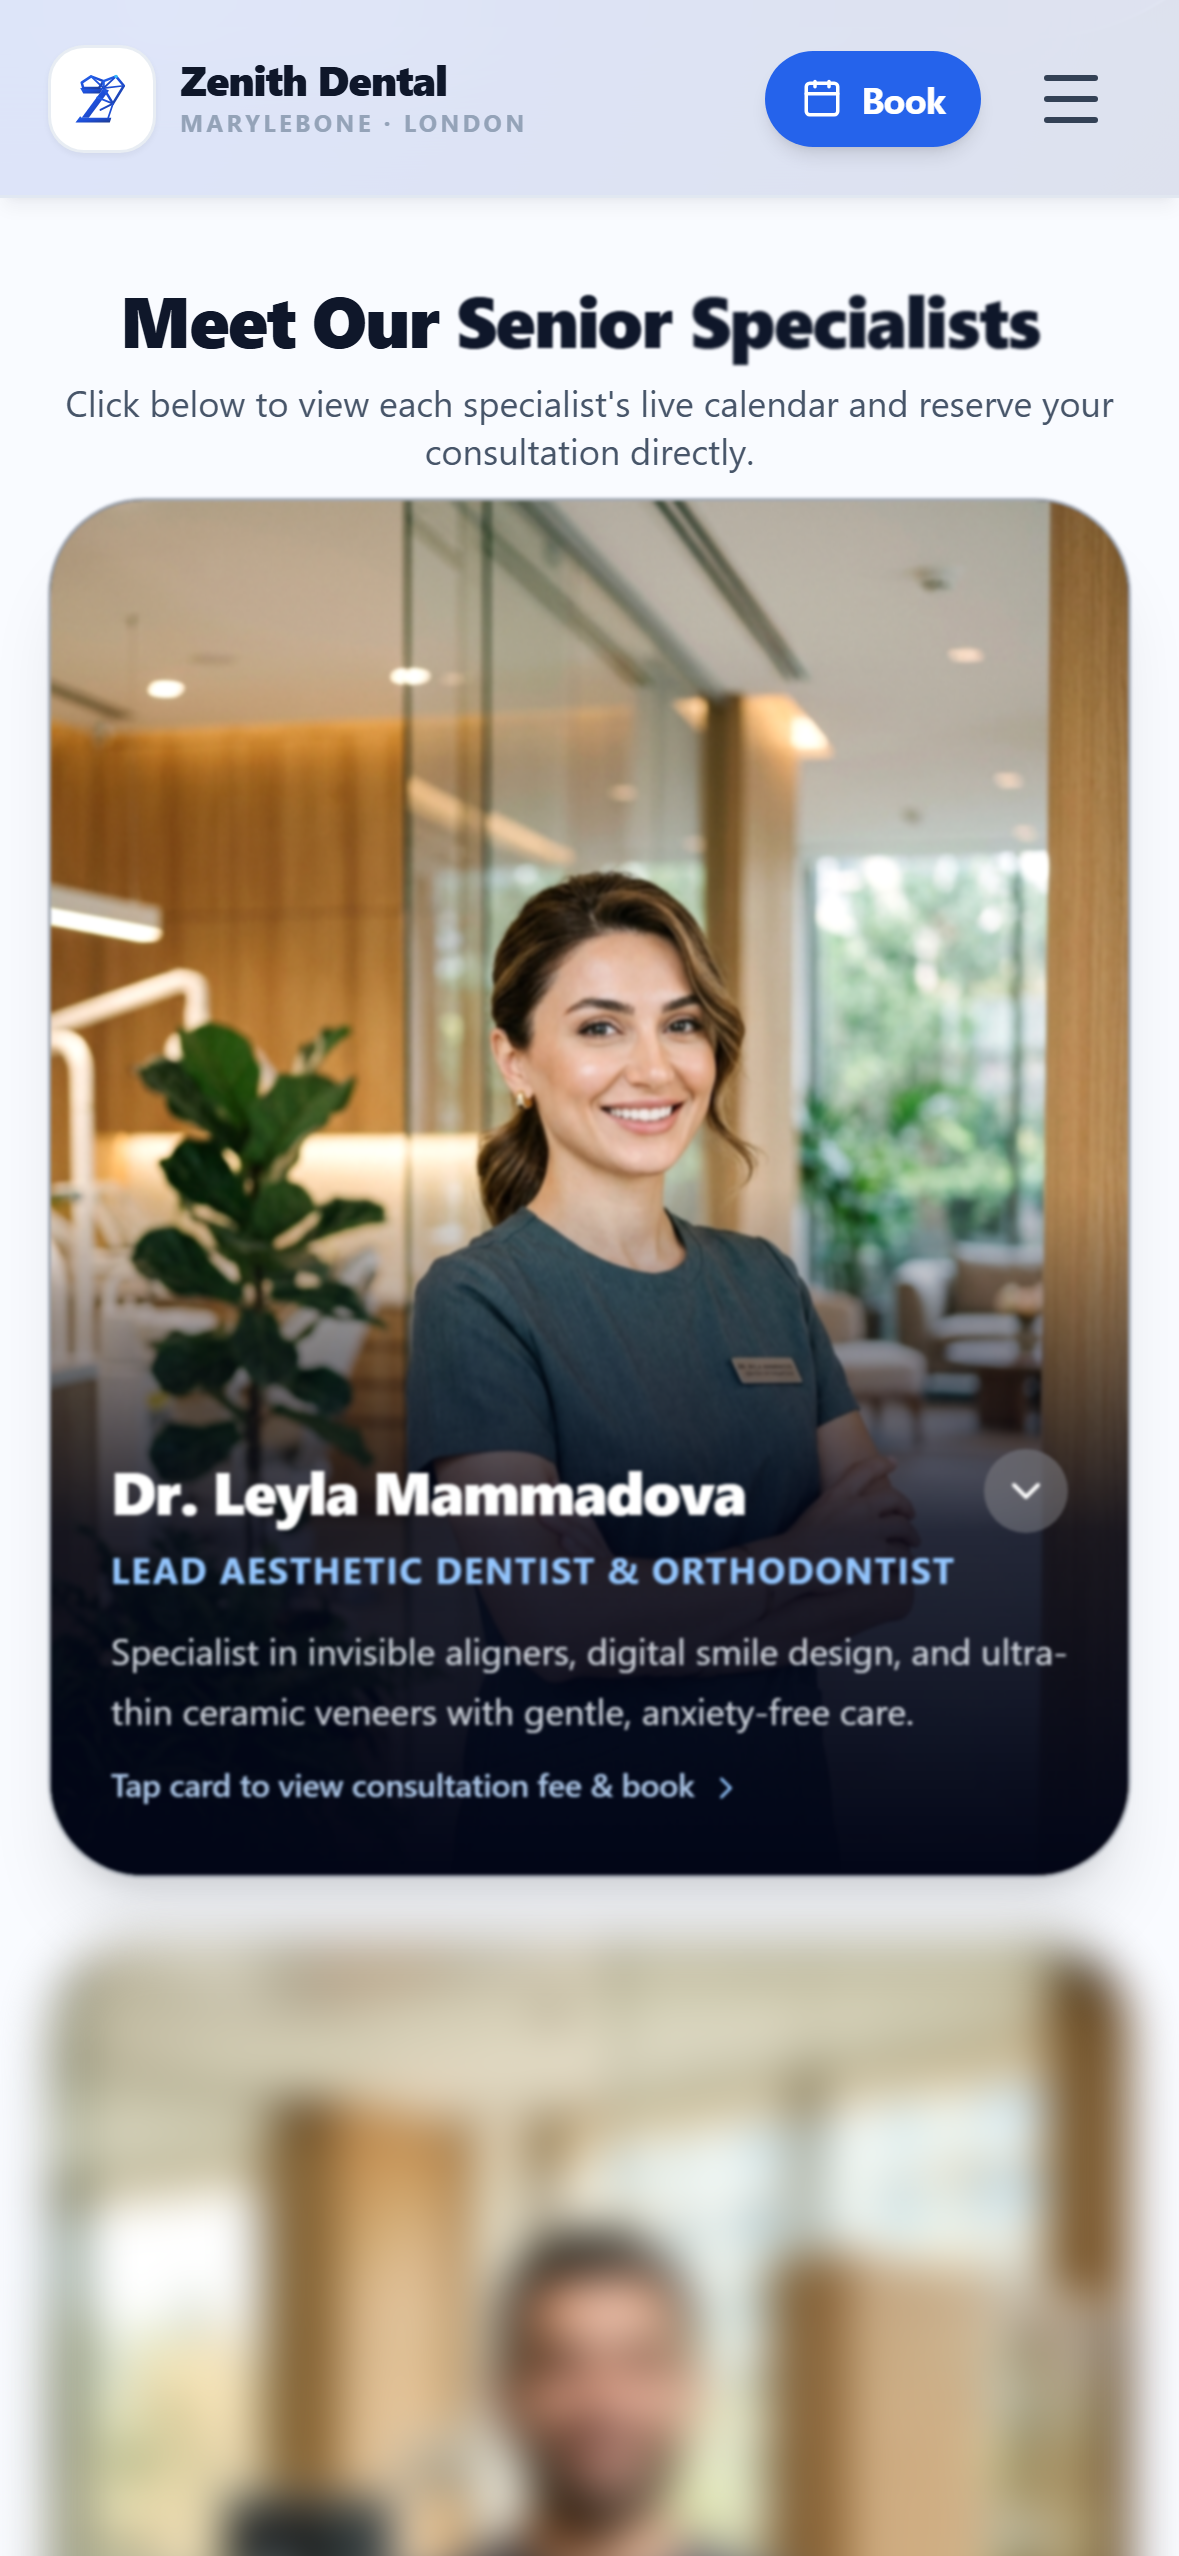 Zenith Dental
MARYLEBONE · LONDON
Book
Meet Our Senior Specialists
Click below to view each specialist's live calendar and reserve your
consultation directly.
Dr. Leyla Mammadova
LEAD AESTHETIC DENTIST & ORTHODONTIST
Specialist in invisible aligners, digital smile design, and ultra-
thin ceramic veneers with gentle, anxiety-free care.
Tap card to view consultation fee & book